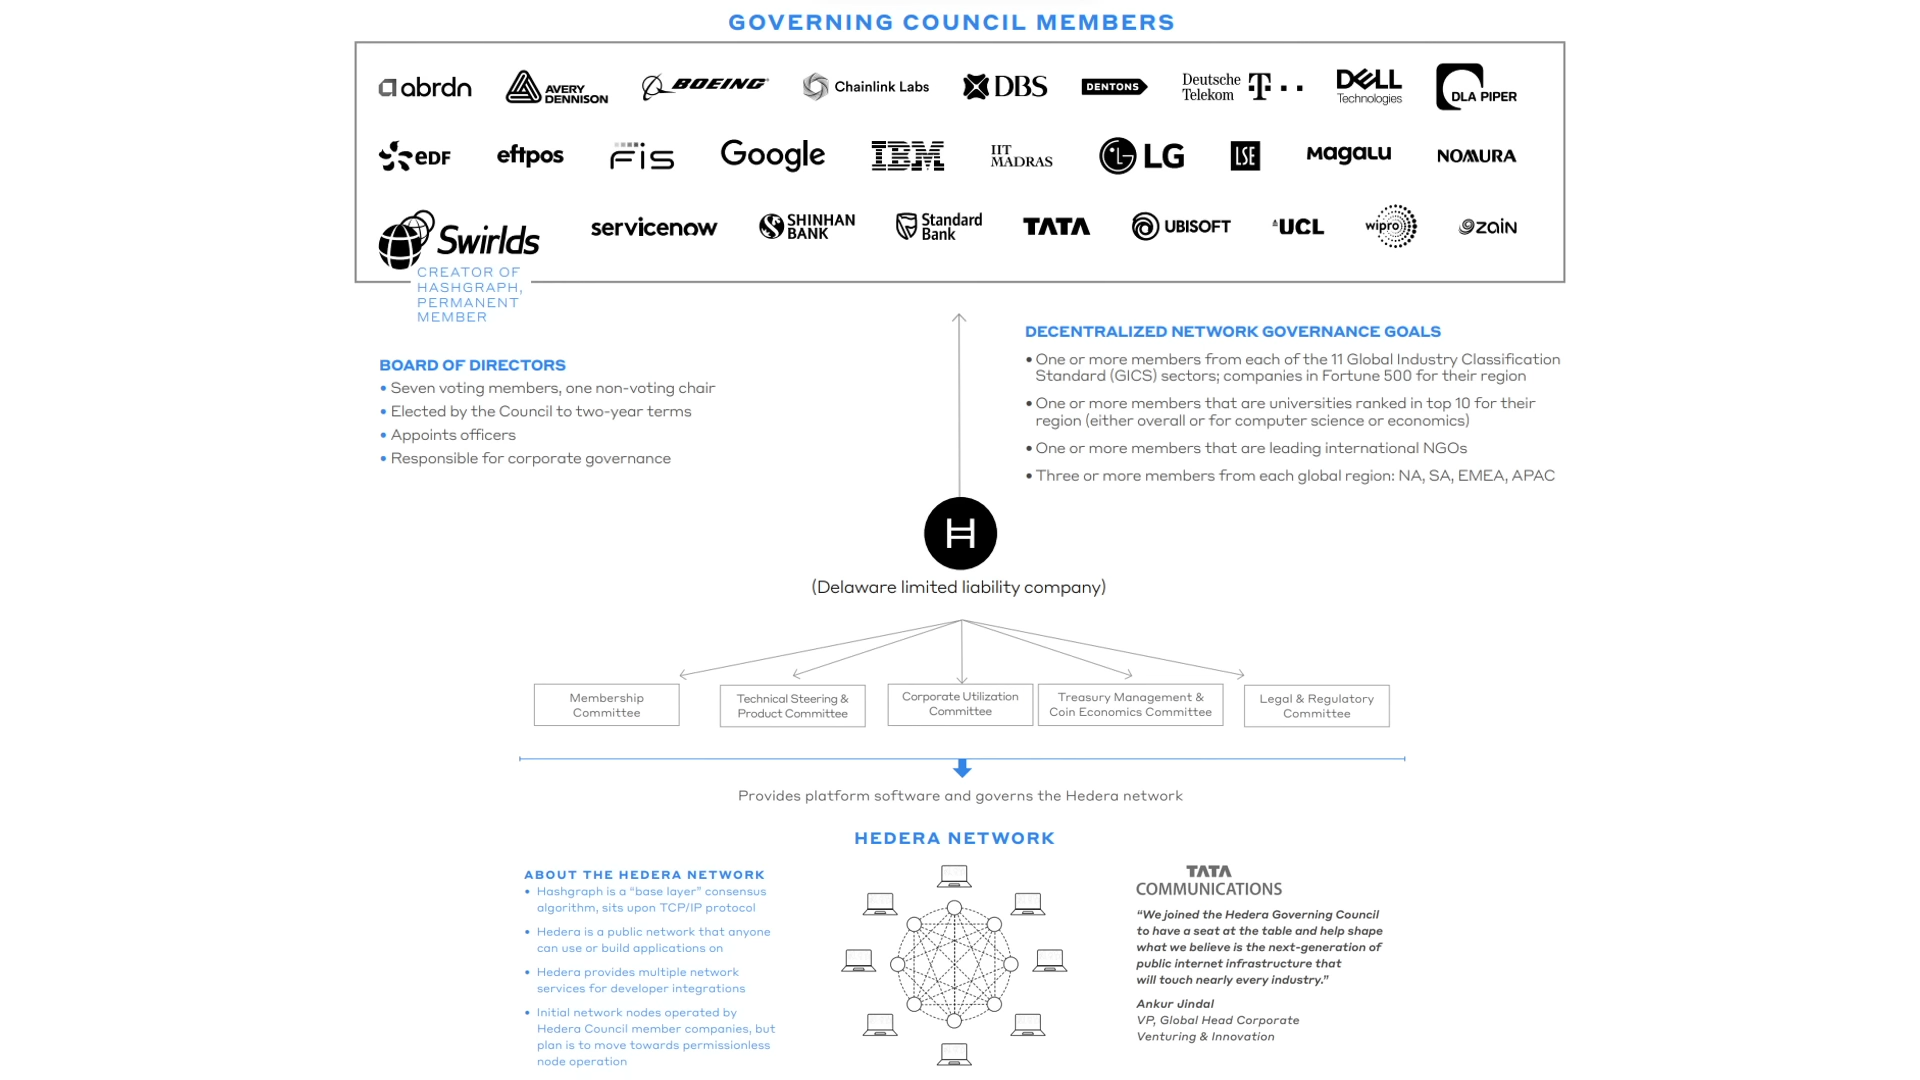 GOVERNING COUNCIL MEMBERS
abrdn
AVERY
DENNISON
BOEING
Chainlink Labs
DBS
DENTONS
Deutsche
Telekom
T
DELL
Technologies
DLA PIPER
eDF
eftpos
FIS
Google
IBM
IIT
MADRAS
LG
LSE
Magalu
NOMURA
Swirlds
servicenow
SHINHAN
BANK
Standard
Bank
TATA
UBISOFT
UCL
wipro
zain
CREATOR OF
HASHGRAPH,
PERMANENT
MEMBER
BOARD OF DIRECTORS
• Seven voting members, one non-voting chair
• Elected by the Council to two-year terms
• Appoints officers
• Responsible for corporate governance
DECENTRALIZED NETWORK GOVERNANCE GOALS
• One or more members from each of the 11 Global Industry Classification
Standard (GICS) sectors; companies in Fortune 500 for their region
• One or more members that are universities ranked in top 10 for their
region (either overall or for computer science or economics)
• One or more members that are leading international NGOs
• Three or more members from each global region: NA, SA, EMEA, APAC
H
(Delaware limited liability company)
Membership
Committee
Technical Steering &
Product Committee
Corporate Utilization
Committee
Treasury Management &
Coin Economics Committee
Legal & Regulatory
Committee
Provides platform software and governs the Hedera network
HEDERA NETWORK
ABOUT THE HEDERA NETWORK
• Hashgraph is a “base layer” consensus
algorithm, sits upon TCP/IP protocol
• Hedera is a public network that anyone
can use or build applications on
• Hedera provides multiple network
services for developer integrations
• Initial network nodes operated by
Hedera Council member companies, but
plan is to move towards permissionless
node operation
TATA
COMMUNICATIONS
“We joined the Hedera Governing Council
to have a seat at the table and help shape
what we believe is the next-generation of
public internet infrastructure that
will touch nearly every industry.”
Ankur Jindal
VP, Global Head Corporate
Venturing & Innovation